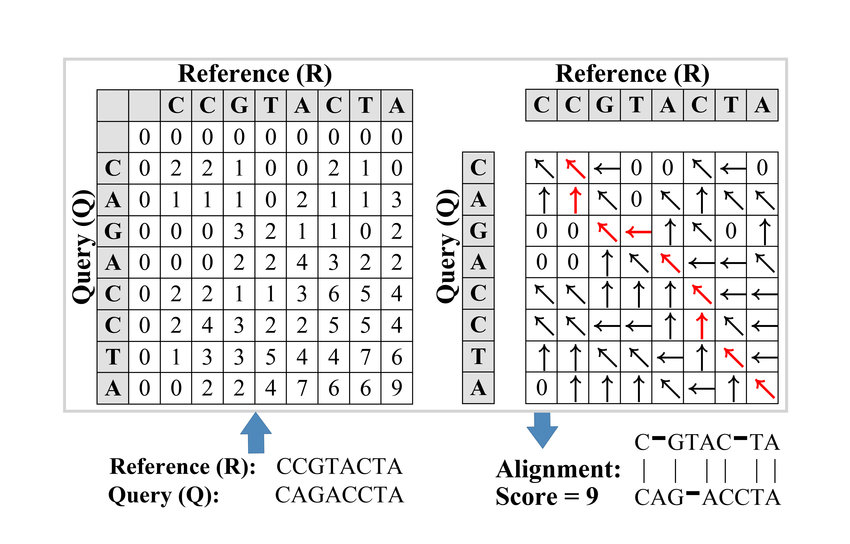 Reference (R)
C C G T A C T A
0 0 0 0 0 0 0 0 0
C 0 2 2 1 0 0 2 1 0
A 0 1 1 1 0 2 1 1 3
G 0 0 0 3 2 1 1 0 2
A 0 0 0 2 2 4 3 2 2
C 0 2 2 1 1 3 6 5 4
C 0 2 4 3 2 2 5 5 4
T 0 1 3 3 5 4 4 7 6
A 0 0 2 2 4 7 6 6 9
Query (Q)
Reference (R)
C C G T A C T A
C ↖ ↖ ← 0 0 ↖ ← 0
A ↑ ↑ ↖ 0 ↖ ↑ ↖ ↖
G 0 0 ↖ ← ↑ ↖ 0 ↑
A 0 0 ↑ ↖ ↖ ← ← ↖
C ↖ ↖ ↑ ↑ ↑ ↖ ← ←
C ↖ ↖ ← ← ↑ ↑ ↖ ←
T ↑ ↑ ↖ ↖ ← ↑ ↖ ←
A 0 ↑ ↑ ↑ ↖ ← ↑ ↖
Query (Q)
Reference (R): CCGTACTA
Query (Q): CAGACCTA
C-GTAC-TA
Alignment: | | | | | |
Score = 9 CAG-ACCTA